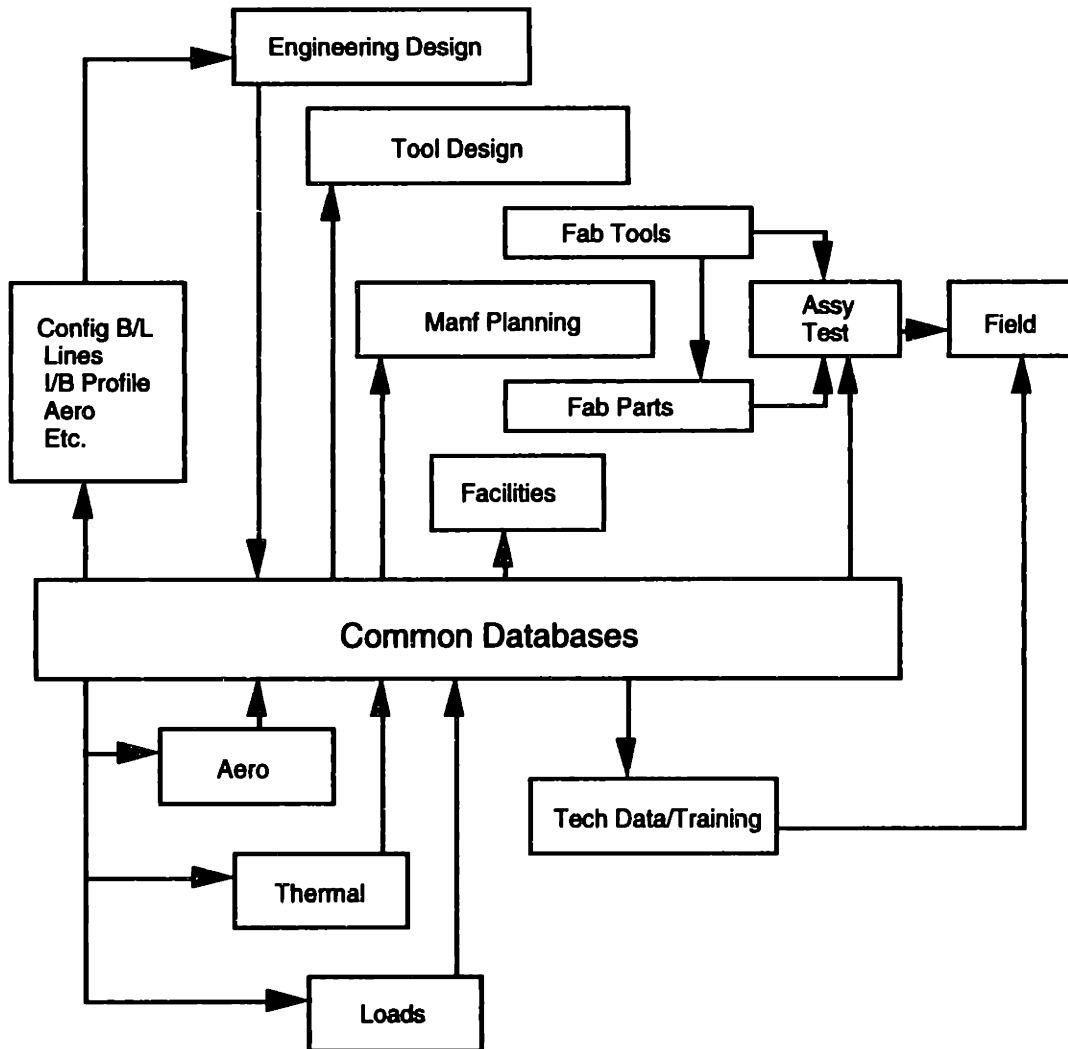 Engineering Design
Tool Design
Fab Tools
Config B/L
Lines
I/B Profile
Aero
Etc.
Manf Planning
Assy
Test
Field
Fab Parts
Facilities
Common Databases
Aero
Tech Data/Training
Thermal
Loads